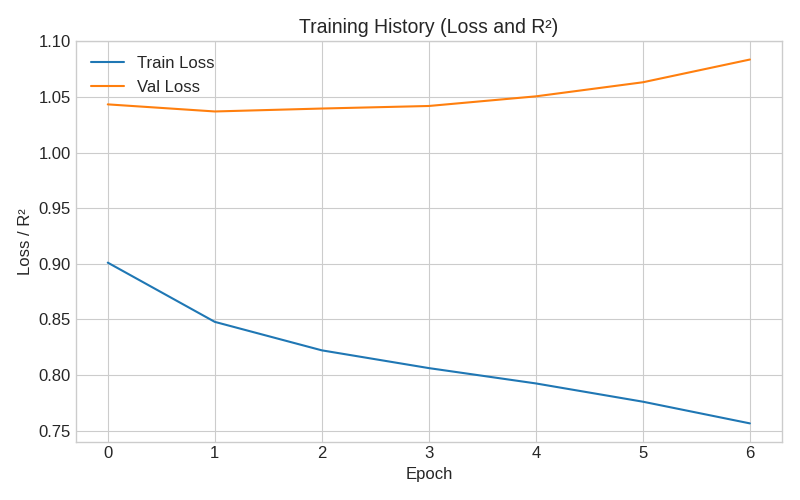 Training History (Loss and R²)
Train Loss
Val Loss
Loss / R²
1.10
1.05
1.00
0.95
0.90
0.85
0.80
0.75
0 1 2 3 4 5 6
Epoch